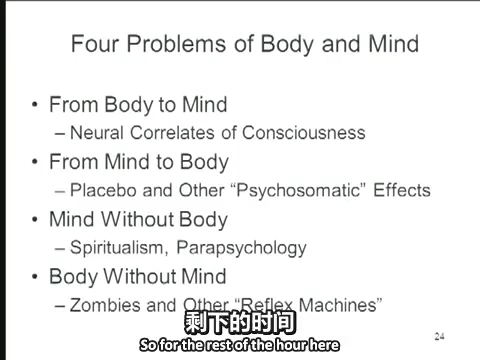 Four Problems of Body and Mind
• From Body to Mind
– Neural Correlates of Consciousness
• From Mind to Body
– Placebo and Other “Psychosomatic” Effects
• Mind Without Body
– Spiritualism, Parapsychology
• Body Without Mind
– Zombies and Other “Reflex Machines”
剩下的时间
So for the rest of the hour here
24